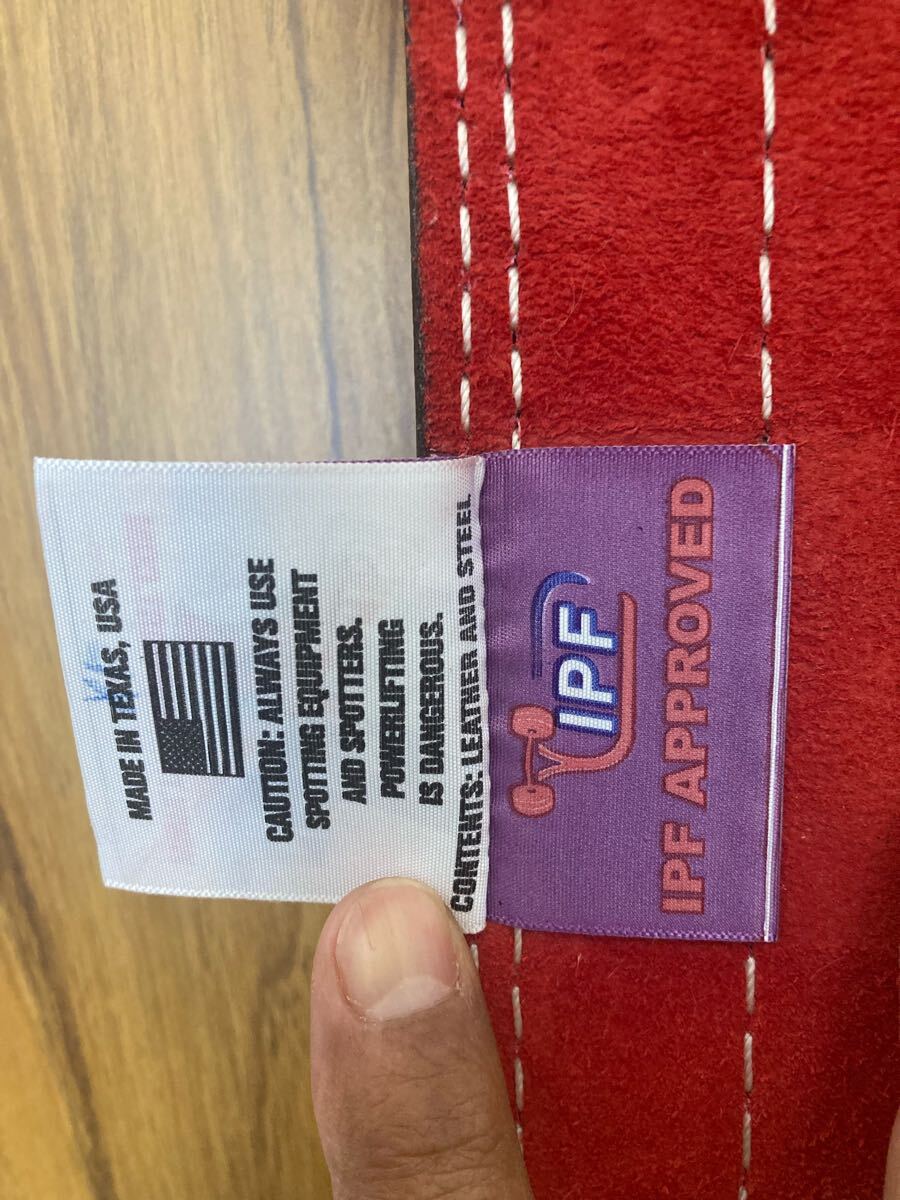 MADE IN TEXAS, USA
CAUTION: ALWAYS USE
SPOTTING EQUIPMENT
AND SPOTTERS.
POWERLIFTING
IS DANGEROUS.
CONTENTS: LEATHER AND STEEL
IPF
IPF APPROVED